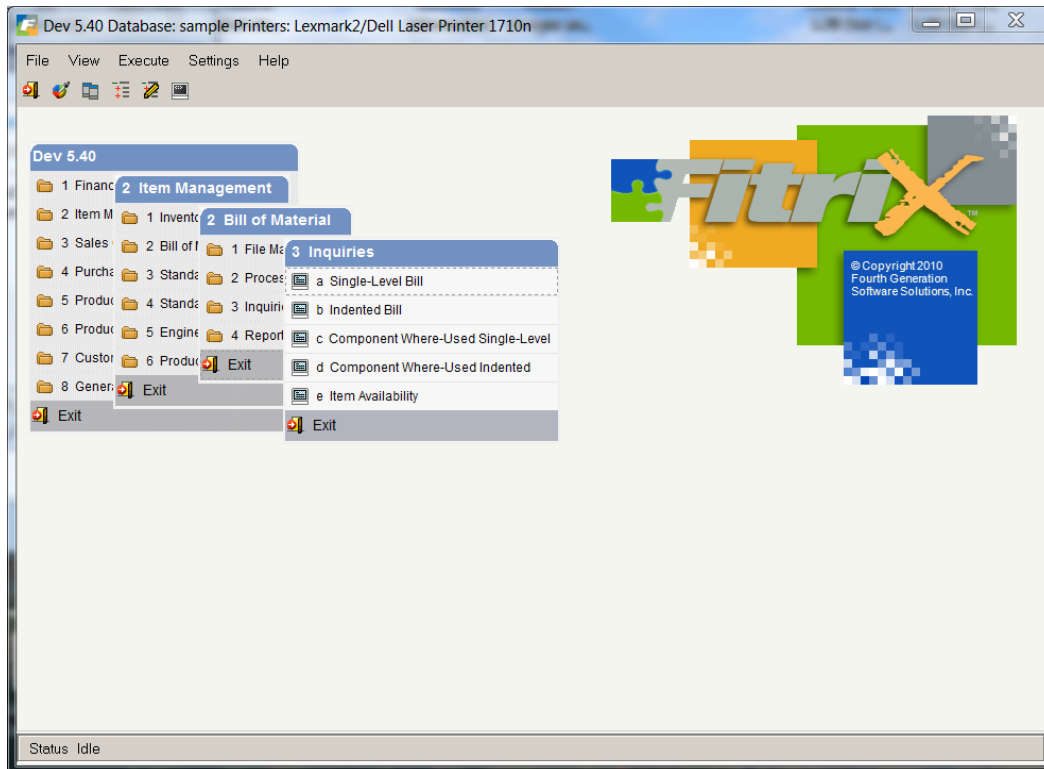 Dev 5.40 Database: sample Printers: Lexmark2/Dell Laser Printer 1710n
File View Execute Settings Help
Dev 5.40
1 Financ
2 Item M
3 Sales
4 Purcha
5 Produc
6 Produc
7 Custor
8 Genera
Exit
2 Item Management
1 Invento
2 Bill of
3 Standa
4 Standa
5 Engine
6 Produc
Exit
2 Bill of Material
1 File Ma
2 Proces
3 Inquiri
4 Report
Exit
3 Inquiries
a Single-Level Bill
b Indented Bill
c Component Where-Used Single-Level
d Component Where-Used Indented
e Item Availability
Exit
Fitrix
TM
© Copyright 2010
Fourth Generation
Software Solutions, Inc.
Status Idle